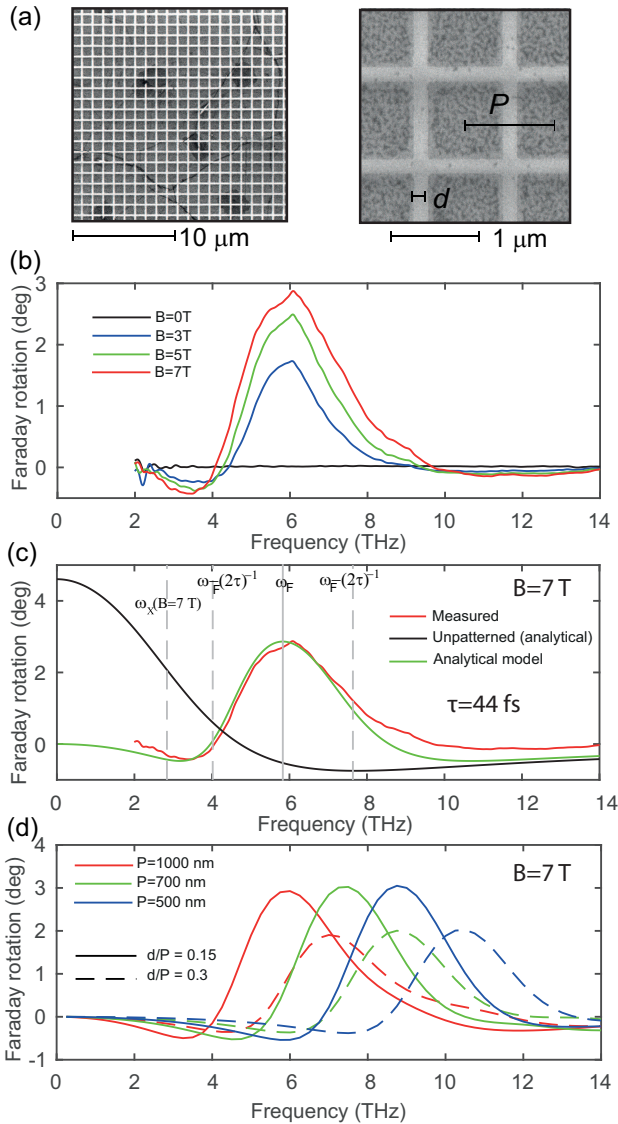 (a)
P
d
10 μm
1 μm
(b)
3
2
1
0
B=0T
B=3T
B=5T
B=7T
Faraday rotation (deg)
0 2 4 6 8 10 12 14
Frequency (THz)
(c)
4
2
0
ω_X(B=7 T)
ω_F-(2τ)⁻¹
ω_F
ω_F-(2τ)⁻¹
B=7 T
Measured
Unpatterned (analytical)
Analytical model
τ=44 fs
Faraday rotation (deg)
0 2 4 6 8 10 12 14
Frequency (THz)
(d)
4
3
2
1
0
-1
P=1000 nm
P=700 nm
P=500 nm
B=7 T
d/P = 0.15
d/P = 0.3
Faraday rotation (deg)
0 2 4 6 8 10 12 14
Frequency (THz)